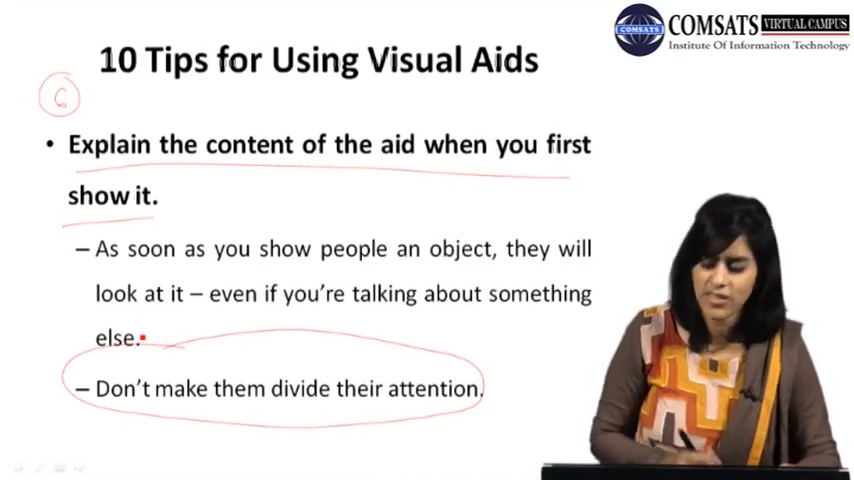 COMSATS VIRTUAL CAMPUS
COMSATS
Institute Of Information Technology
10 Tips for Using Visual Aids
6
• Explain the content of the aid when you first
show it.
– As soon as you show people an object, they will
look at it – even if you're talking about something
else.
– Don't make them divide their attention.